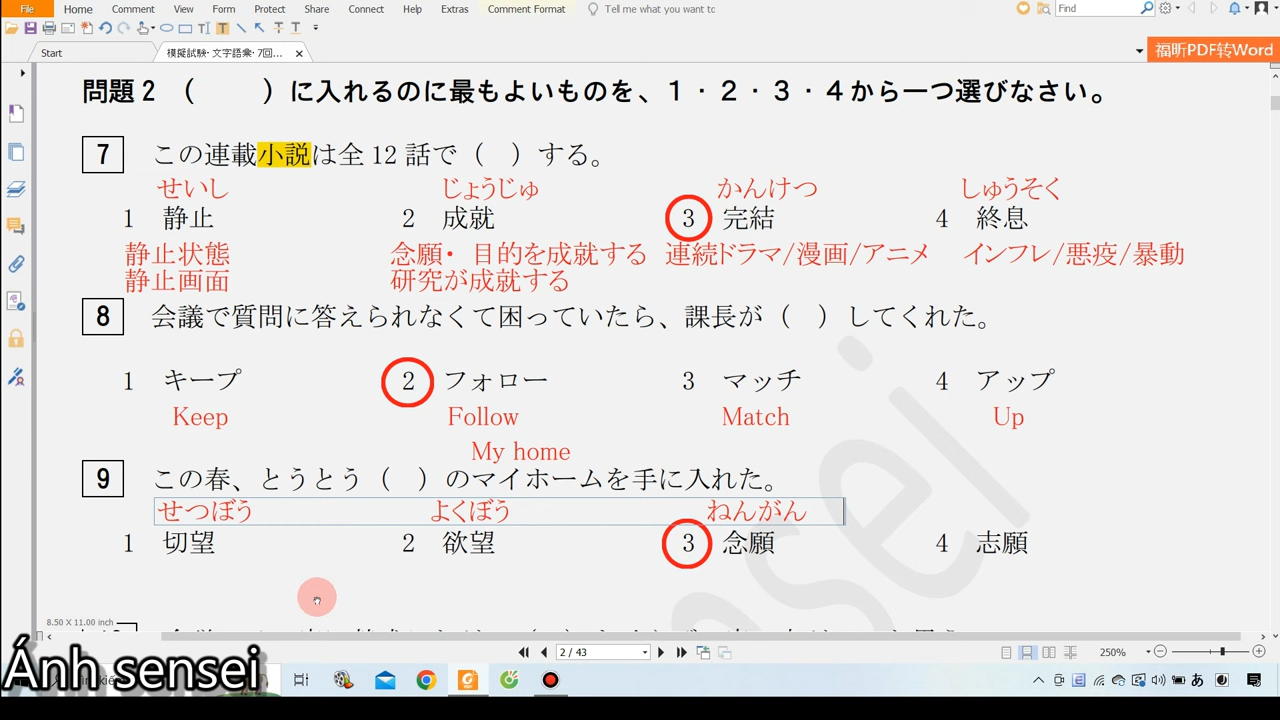 File Home Comment View Form Protect Share Connect Help Extras Comment Format Tell me what you want to Find
Start 模擬試験・文字語彙・7回... ×
福昕PDF转Word
問題2 （　　）に入れるのに最もよいものを、1・2・3・4から一つ選びなさい。
7 この連載小説は全12話で（　）する。
せいし じょうじゅ かんけつ しゅうそく
1 静止 2 成就 3 完結 4 終息
静止状態 念願・ 目的を成就する 連続ドラマ/漫画/アニメ インフレ/悪疫/暴動
静止画面 研究が成就する
8 会議で質問に答えられなくて困っていたら、課長が（　）してくれた。
1 キープ 2 フォロー 3 マッチ 4 アップ
Keep Follow Match Up
My home
9 この春、とうとう（　）のマイホームを手に入れた。
せつぼう よくぼう ねんがん
1 切望 2 欲望 3 念願 4 志願
sensei
8.50 X 11.00 inch
2 / 43 250%
Ánh sensei
あ